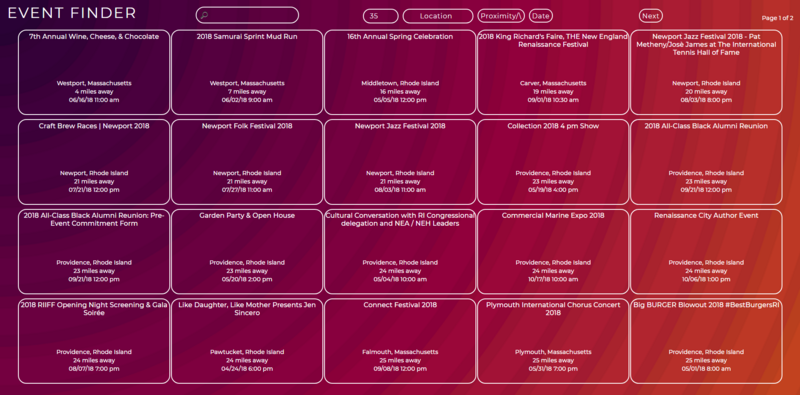 EVENT FINDER
35
Location
Proximity/\
Date
Next
Page 1 of 2
7th Annual Wine, Cheese, & Chocolate
Westport, Massachusetts
4 miles away
06/16/18 11:00 am
2018 Samurai Sprint Mud Run
Westport, Massachusetts
7 miles away
06/02/18 9:00 am
16th Annual Spring Celebration
Middletown, Rhode Island
16 miles away
05/05/18 12:00 pm
2018 King Richard's Faire, THE New England
Renaissance Festival
Carver, Massachusetts
19 miles away
09/01/18 10:30 am
Newport Jazz Festival 2018 - Pat
Metheny/José James at The International
Tennis Hall of Fame
Newport, Rhode Island
20 miles away
08/03/18 8:00 pm
Craft Brew Races | Newport 2018
Newport, Rhode Island
21 miles away
07/21/18 12:00 pm
Newport Folk Festival 2018
Newport, Rhode Island
21 miles away
07/27/18 11:00 am
Newport Jazz Festival 2018
Newport, Rhode Island
21 miles away
08/03/18 11:00 am
Collection 2018 4 pm Show
Providence, Rhode Island
23 miles away
05/19/18 4:00 pm
2018 All-Class Black Alumni Reunion
Providence, Rhode Island
23 miles away
09/21/18 12:00 pm
2018 All-Class Black Alumni Reunion: Pre-
Event Commitment Form
Providence, Rhode Island
23 miles away
09/21/18 12:00 pm
Garden Party & Open House
Providence, Rhode Island
23 miles away
05/20/18 2:00 pm
Cultural Conversation with RI Congressional
delegation and NEA / NEH Leaders
Providence, Rhode Island
24 miles away
05/04/18 10:00 am
Commercial Marine Expo 2018
Providence, Rhode Island
24 miles away
10/17/18 10:00 am
Renaissance City Author Event
Providence, Rhode Island
24 miles away
10/06/18 1:00 pm
2018 RIIFF Opening Night Screening & Gala
Soirée
Providence, Rhode Island
24 miles away
08/07/18 7:00 pm
Like Daughter, Like Mother Presents Jen
Sincero
Pawtucket, Rhode Island
24 miles away
04/24/18 6:00 pm
Connect Festival 2018
Falmouth, Massachusetts
25 miles away
09/08/18 12:00 pm
Plymouth International Chorus Concert
2018
Plymouth, Massachusetts
25 miles away
05/31/18 7:00 pm
Big BURGER Blowout 2018 #BestBurgersRI
Providence, Rhode Island
25 miles away
05/01/18 8:00 am